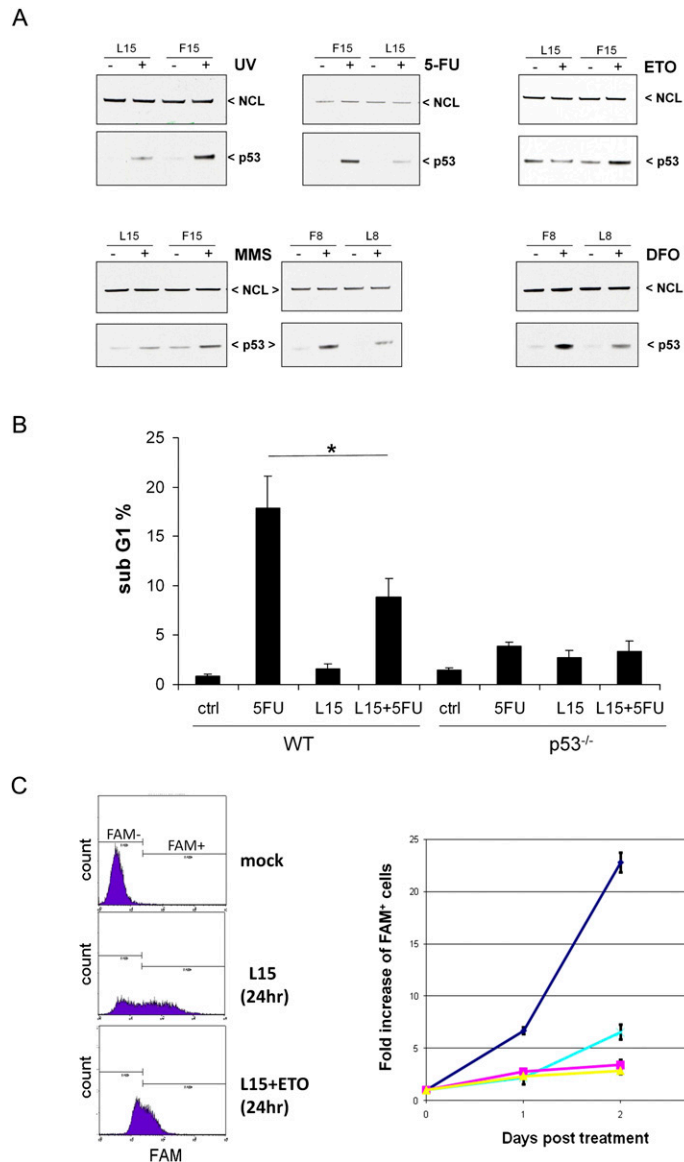 A
L15 F15
- + - + UV
< NCL
< p53
F15 L15
- + - + 5-FU
< NCL
< p53
L15 F15
- + - + ETO
< NCL
< p53
L15 F15
- + - + MMS
F8 L8
- + - +
< NCL >
< p53 >
F8 L8
- + - + DFO
< NCL
< p53
B
sub G1 %
25
20
15
10
5
0
*
ctrl 5FU L15 L15+5FU ctrl 5FU L15 L15+5FU
WT p53-/-
C
count
FAM- FAM+
mock
count
L15
(24hr)
count
L15+ETO
(24hr)
FAM
Fold increase of FAM+ cells
25
20
15
10
5
0
0 1 2
Days post treatment